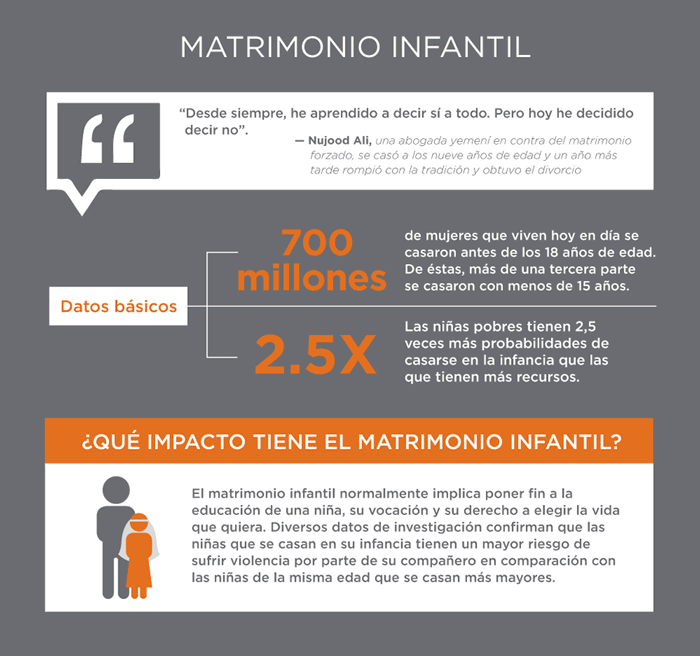 MATRIMONIO INFANTIL
“Desde siempre, he aprendido a decir sí a todo. Pero hoy he decidido
decir no”.
— Nujood Ali, una abogada yemení en contra del matrimonio
forzado, se casó a los nueve años de edad y un año más
tarde rompió con la tradición y obtuvo el divorcio
Datos básicos
700
millones
de mujeres que viven hoy en día se
casaron antes de los 18 años de edad.
De éstas, más de una tercera parte
se casaron con menos de 15 años.
2.5X
Las niñas pobres tienen 2,5
veces más probabilidades de
casarse en la infancia que las
que tienen más recursos.
¿QUÉ IMPACTO TIENE EL MATRIMONIO INFANTIL?
El matrimonio infantil normalmente implica poner fin a la
educación de una niña, su vocación y su derecho a elegir la vida
que quiera. Diversos datos de investigación confirman que las
niñas que se casan en su infancia tienen un mayor riesgo de
sufrir violencia por parte de su compañero en comparación con
las niñas de la misma edad que se casan más mayores.